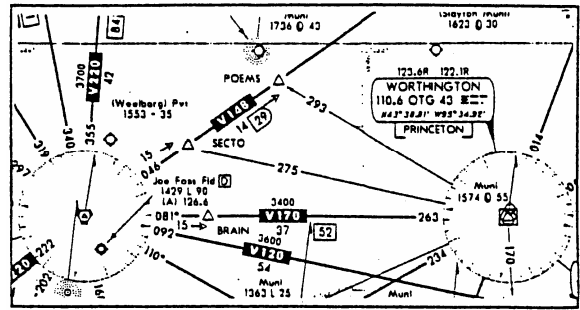 Muni
1736 43
(Slayton Muni)
1623 30
84
3700
V220
42
POEMS
123.6R 122.1R
WORTHINGTON
110.6 OTG 43
N43°38.81' W95°34.92'
PRINCETON
(Weelborg) Pvt
1553 - 35
V148
14 29
293
014
319
340
355
15
046
SECTO
275
Joe Foss Fld D
1429 L 90
(A) 126.6
Muni
1574 55
081°
15
BRAIN
3400
V170
37
52
263
092
3600
V120
54
110°
222
202°
161
234
170
Muni
1363 L 25
Muni